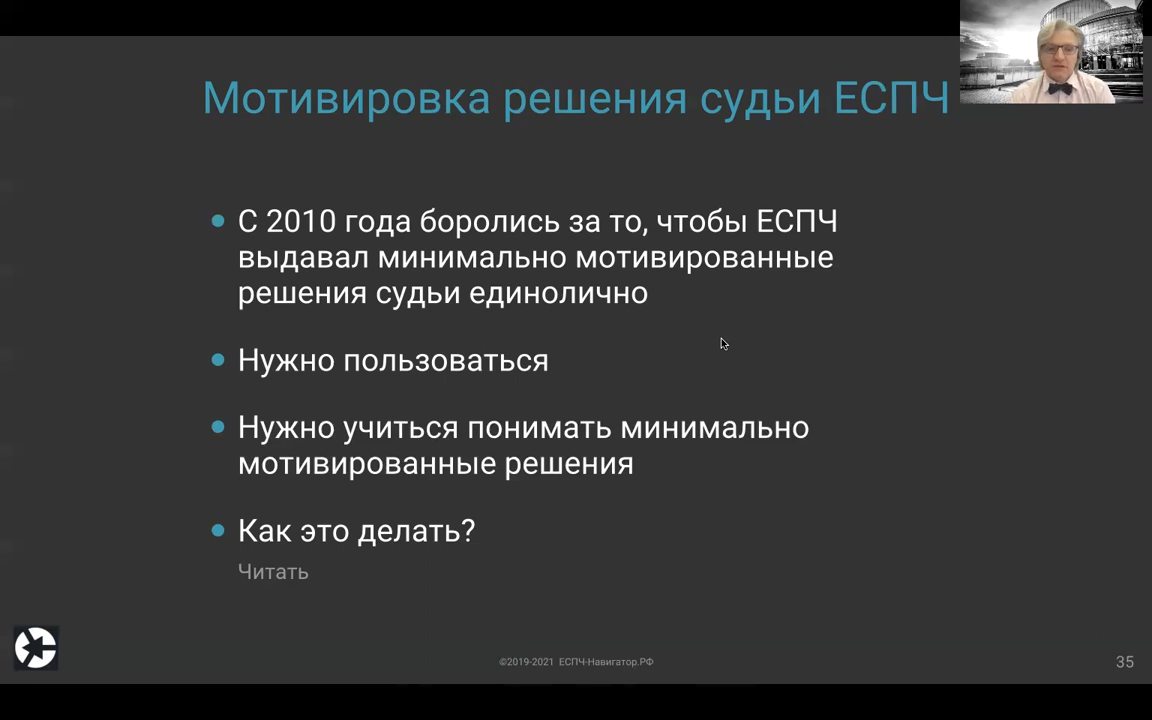 Мотивировка решения судьи ЕСПЧ
С 2010 года боролись за то, чтобы ЕСПЧ
выдавал минимально мотивированные
решения судьи единолично
Нужно пользоваться
Нужно учиться понимать минимально
мотивированные решения
Как это делать?
Читать
©2019-2021 ЕСПЧ-Навигатор.РФ
35